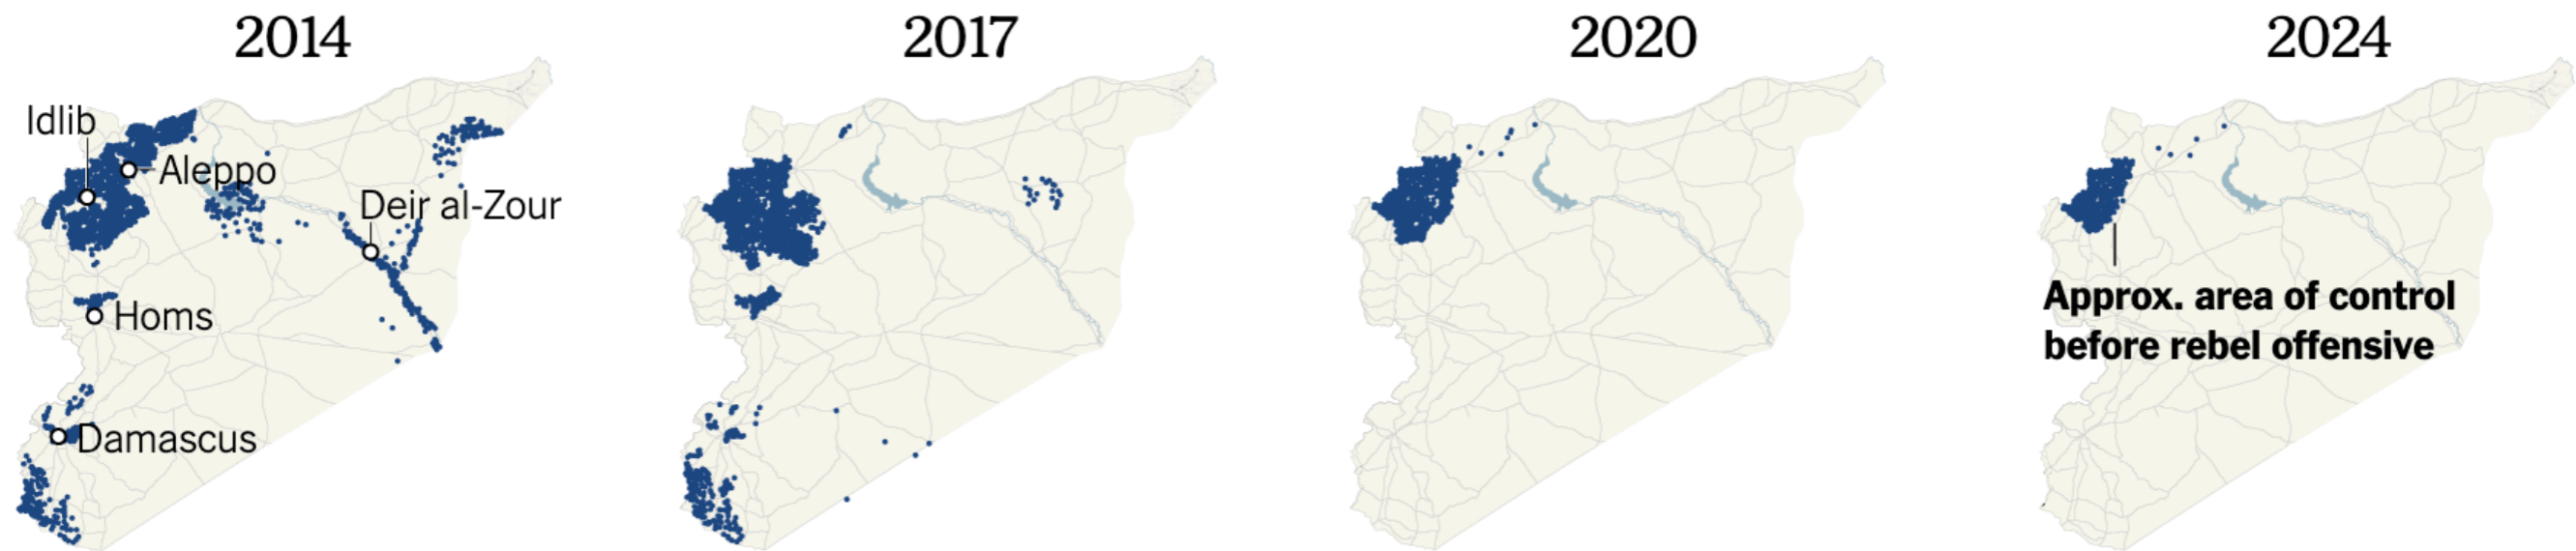 2014
2017
2020
2024
Idlib
Aleppo
Deir al-Zour
Homs
Damascus
Approx. area of control
before rebel offensive